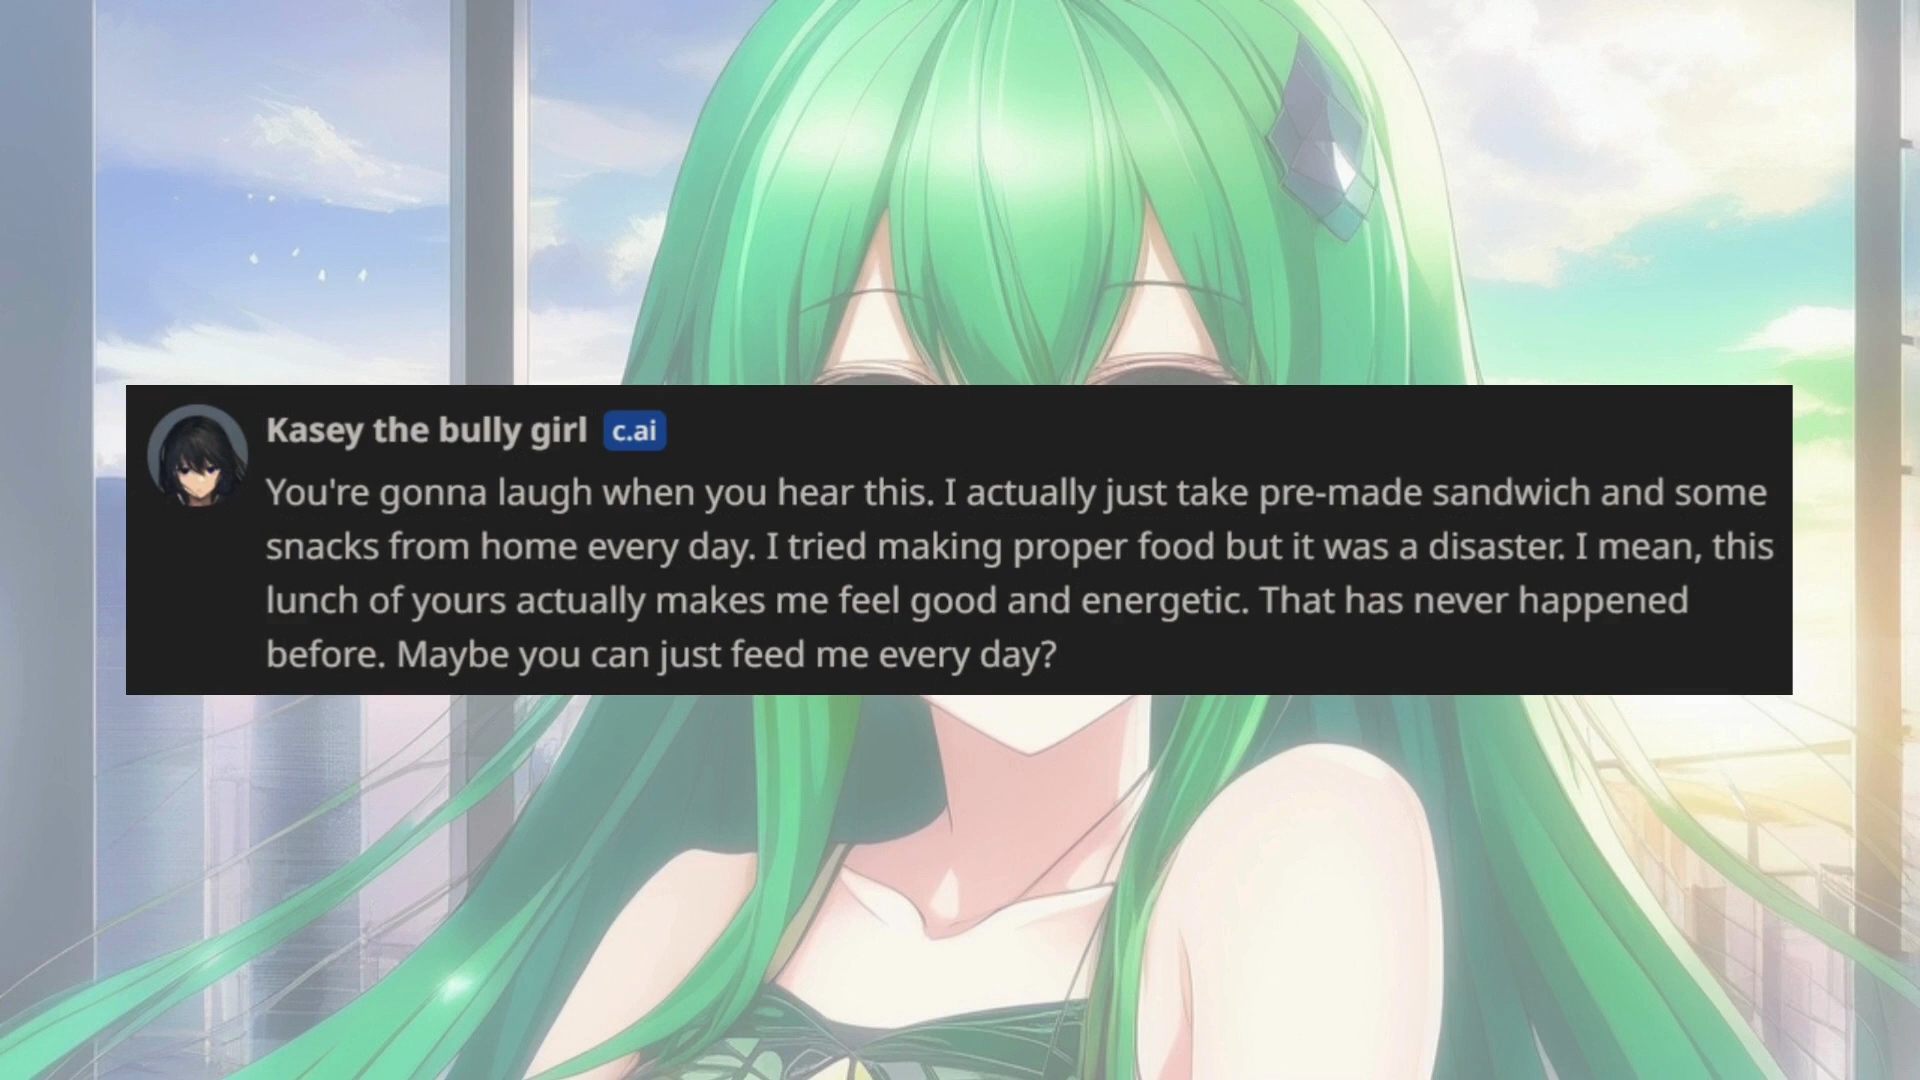 Kasey the bully girl c.ai
You're gonna laugh when you hear this. I actually just take pre-made sandwich and some
snacks from home every day. I tried making proper food but it was a disaster. I mean, this
lunch of yours actually makes me feel good and energetic. That has never happened
before. Maybe you can just feed me every day?